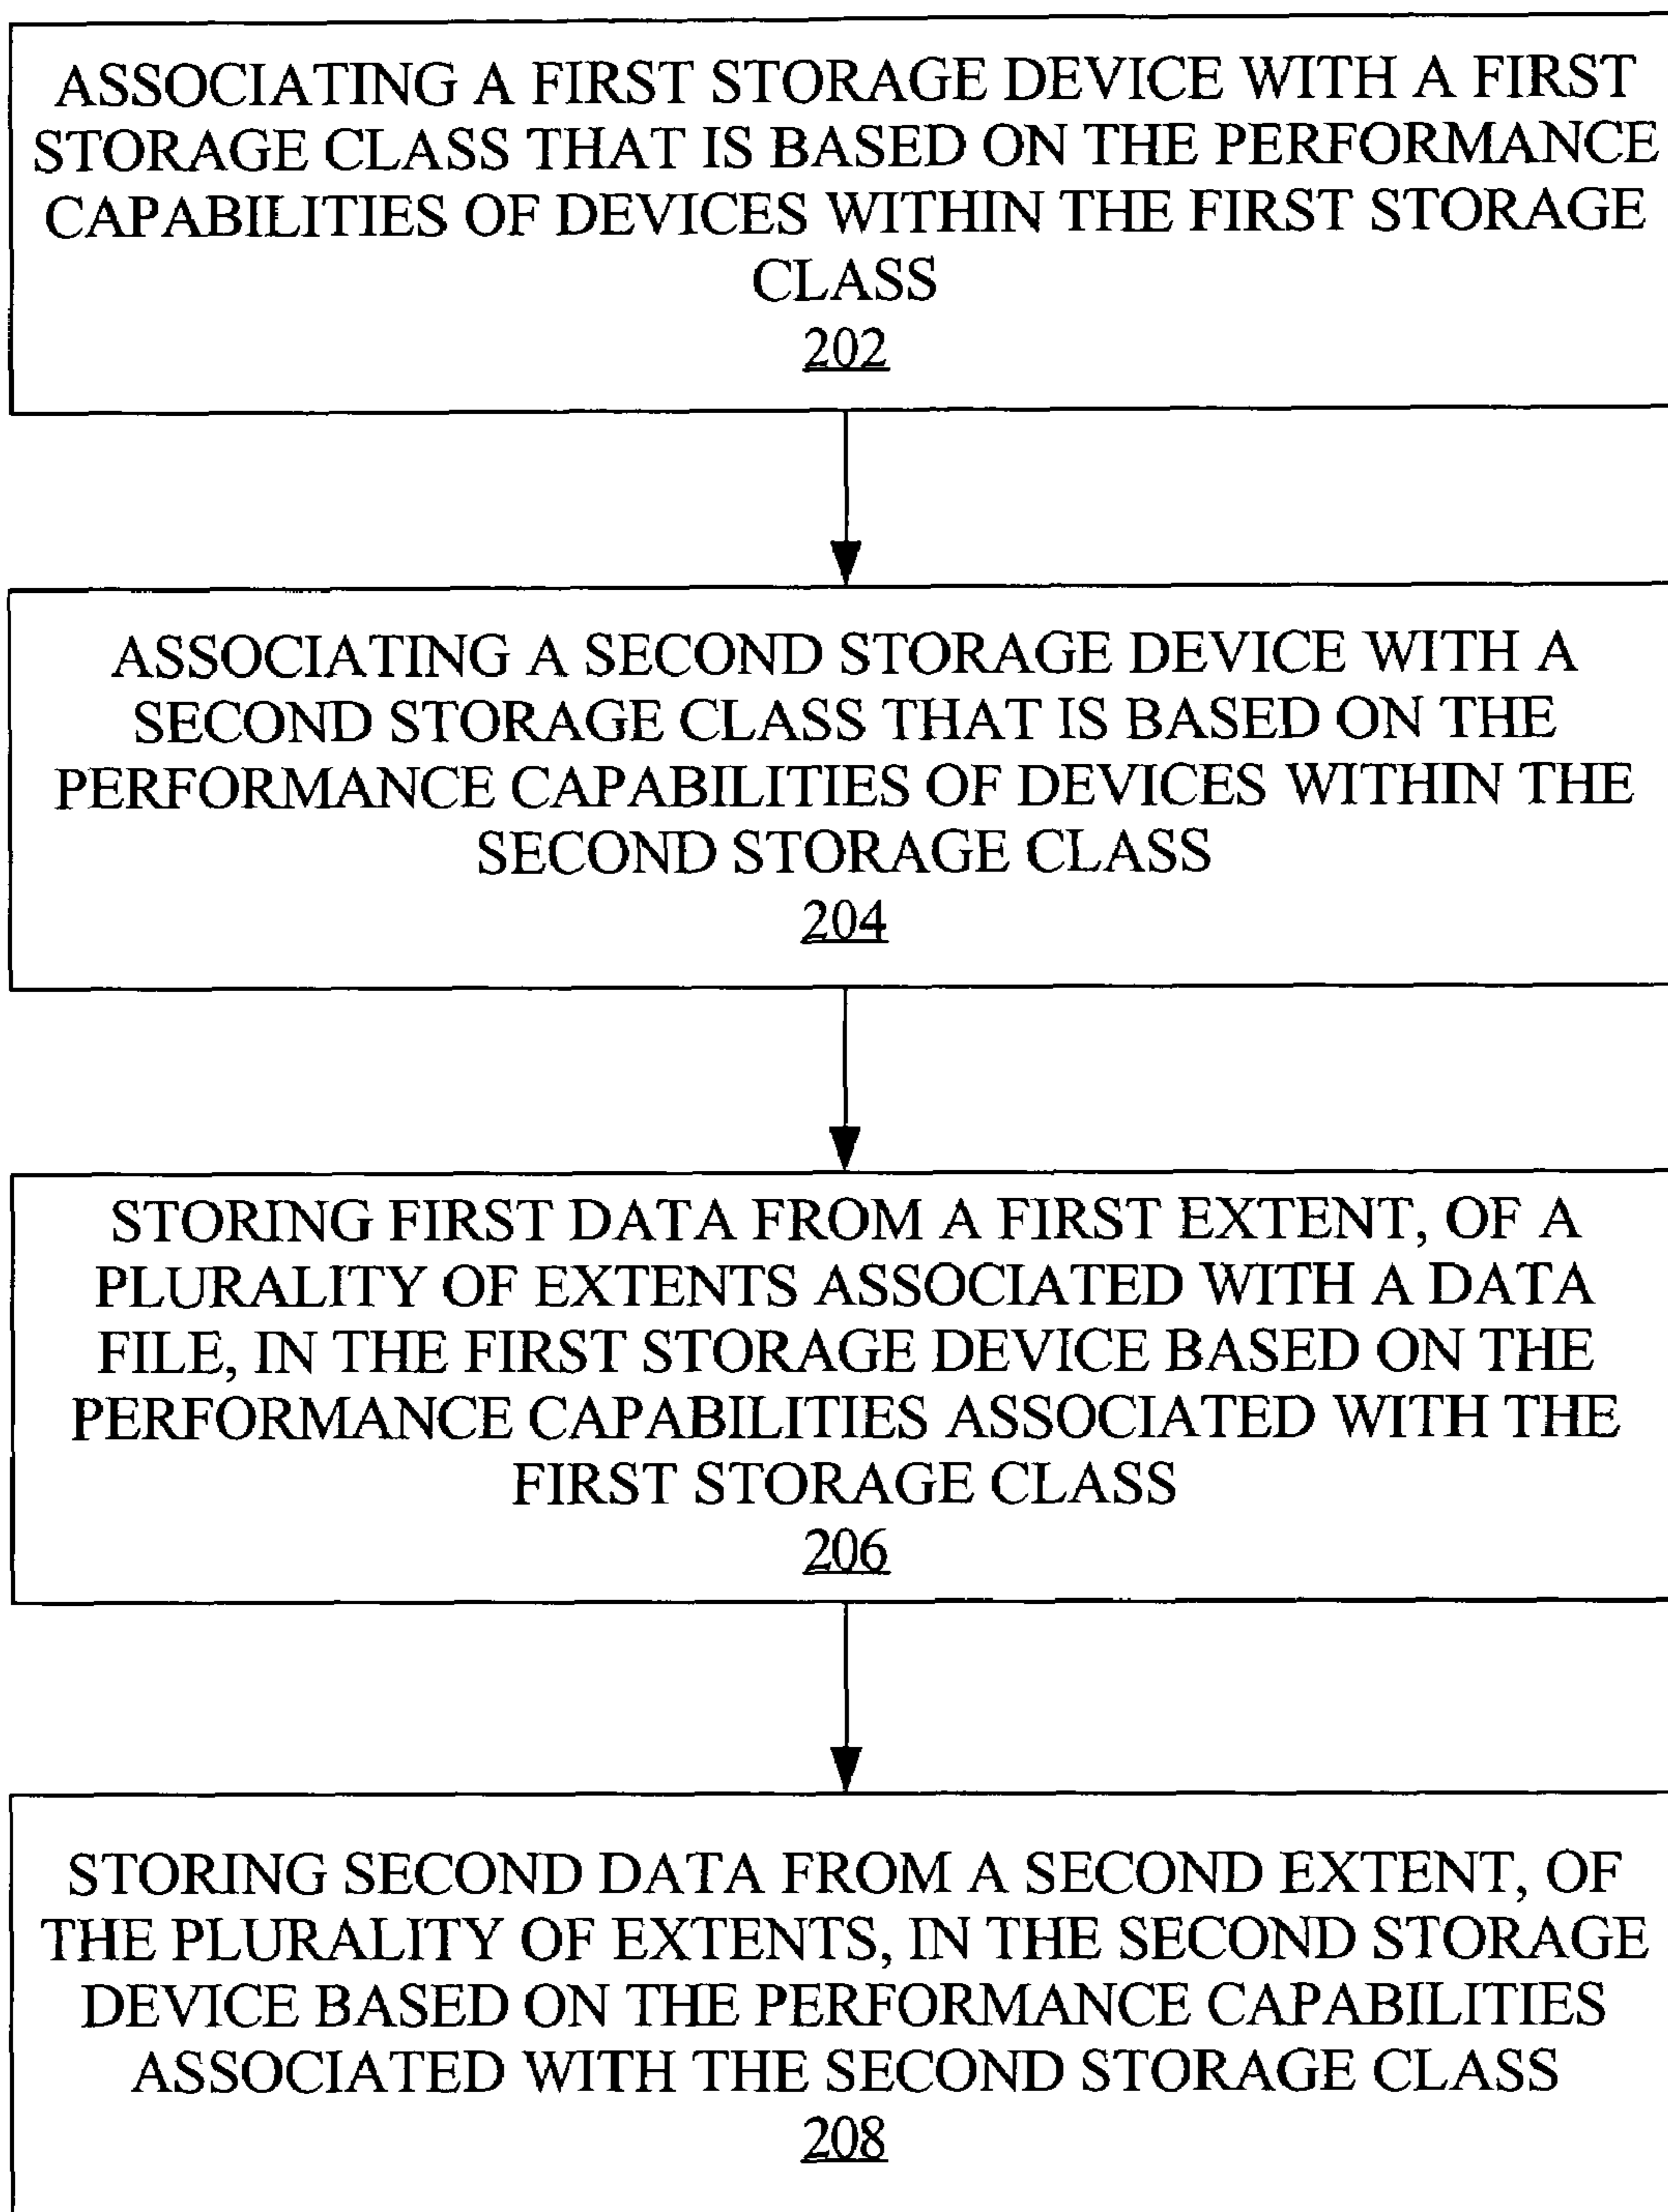 ASSOCIATING A FIRST STORAGE DEVICE WITH A FIRST
STORAGE CLASS THAT IS BASED ON THE PERFORMANCE
CAPABILITIES OF DEVICES WITHIN THE FIRST STORAGE
CLASS
202
ASSOCIATING A SECOND STORAGE DEVICE WITH A
SECOND STORAGE CLASS THAT IS BASED ON THE
PERFORMANCE CAPABILITIES OF DEVICES WITHIN THE
SECOND STORAGE CLASS
204
STORING FIRST DATA FROM A FIRST EXTENT, OF A
PLURALITY OF EXTENTS ASSOCIATED WITH A DATA
FILE, IN THE FIRST STORAGE DEVICE BASED ON THE
PERFORMANCE CAPABILITIES ASSOCIATED WITH THE
FIRST STORAGE CLASS
206
STORING SECOND DATA FROM A SECOND EXTENT, OF
THE PLURALITY OF EXTENTS, IN THE SECOND STORAGE
DEVICE BASED ON THE PERFORMANCE CAPABILITIES
ASSOCIATED WITH THE SECOND STORAGE CLASS
208